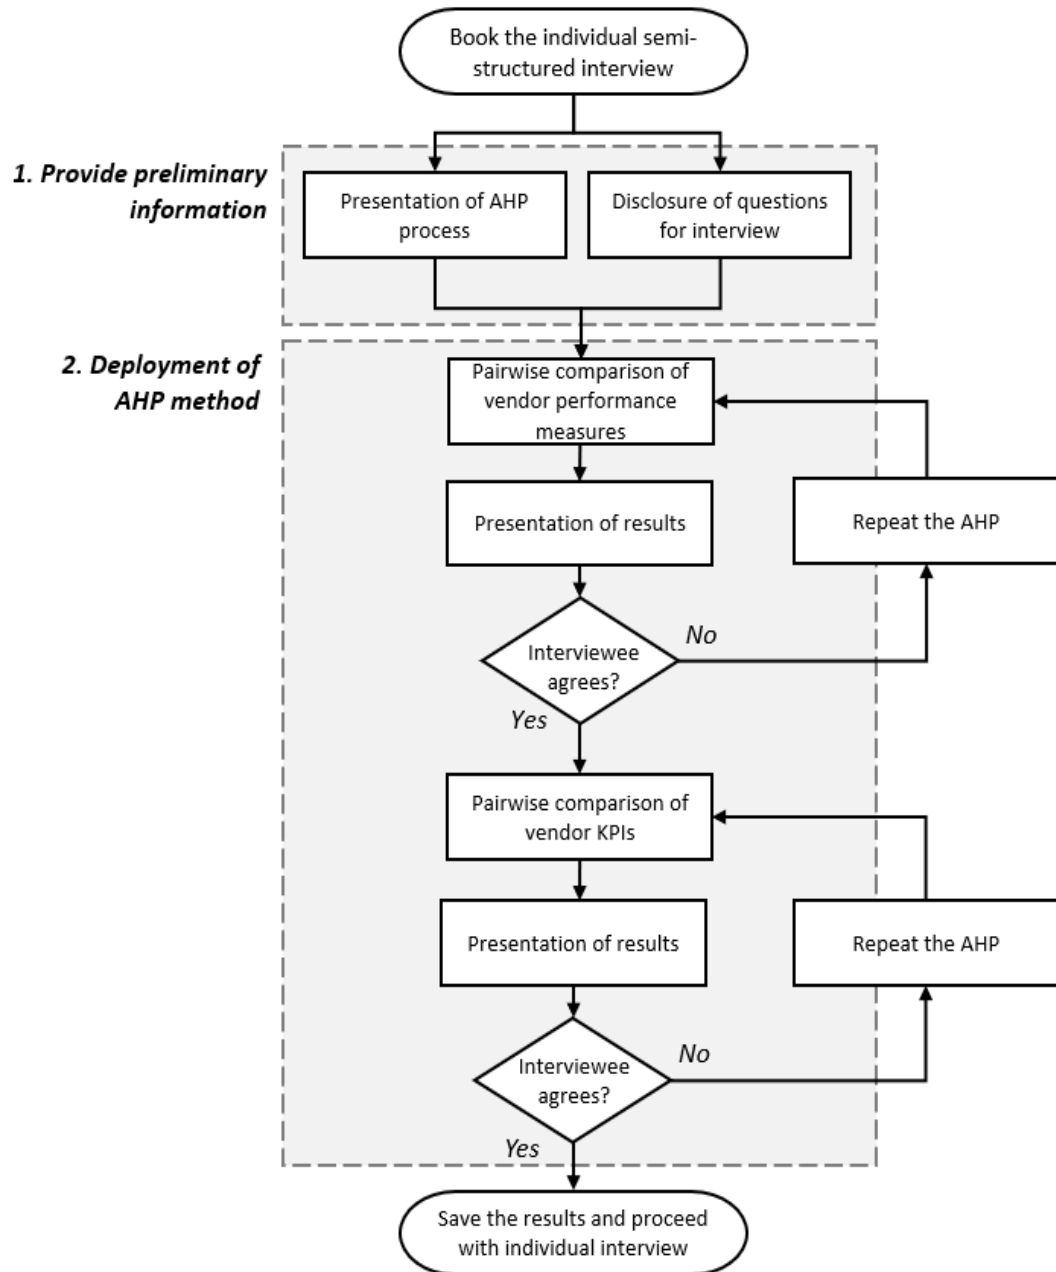 Book the individual semi-
structured interview
1. Provide preliminary
information
Presentation of AHP
process
Disclosure of questions
for interview
2. Deployment of
AHP method
Pairwise comparison of
vendor performance
measures
Presentation of results
Repeat the AHP
Interviewee
agrees?
No
Yes
Pairwise comparison of
vendor KPIs
Presentation of results
Repeat the AHP
Interviewee
agrees?
No
Yes
Save the results and proceed
with individual interview